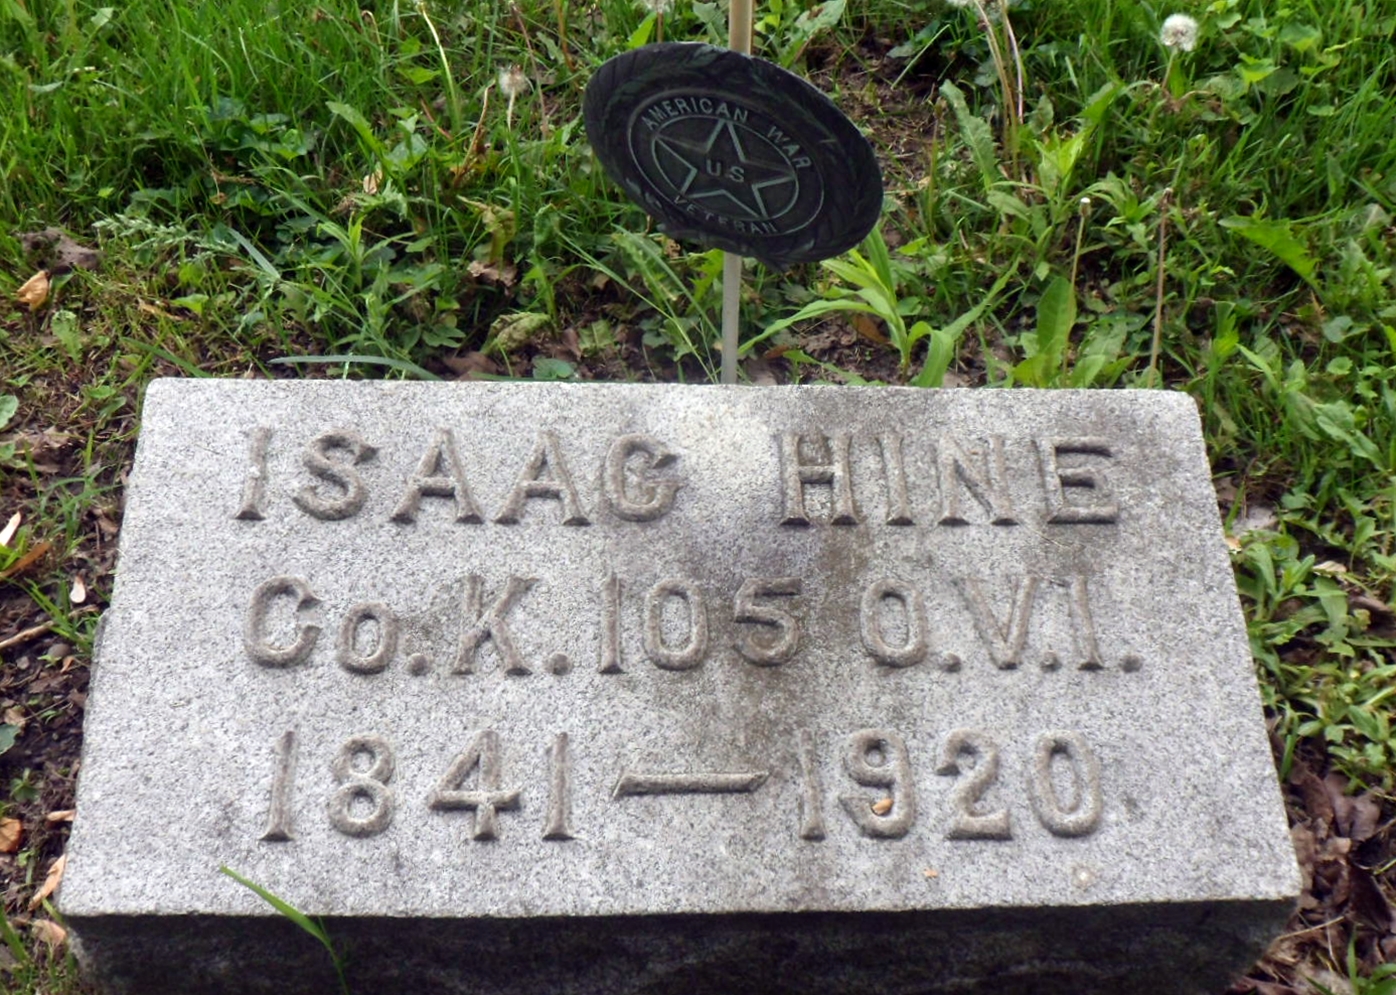 AMERICAN WAR
US
VETERAN
ISAAC HINE
Co. K. 105 O.V.I.
1841 — 1920